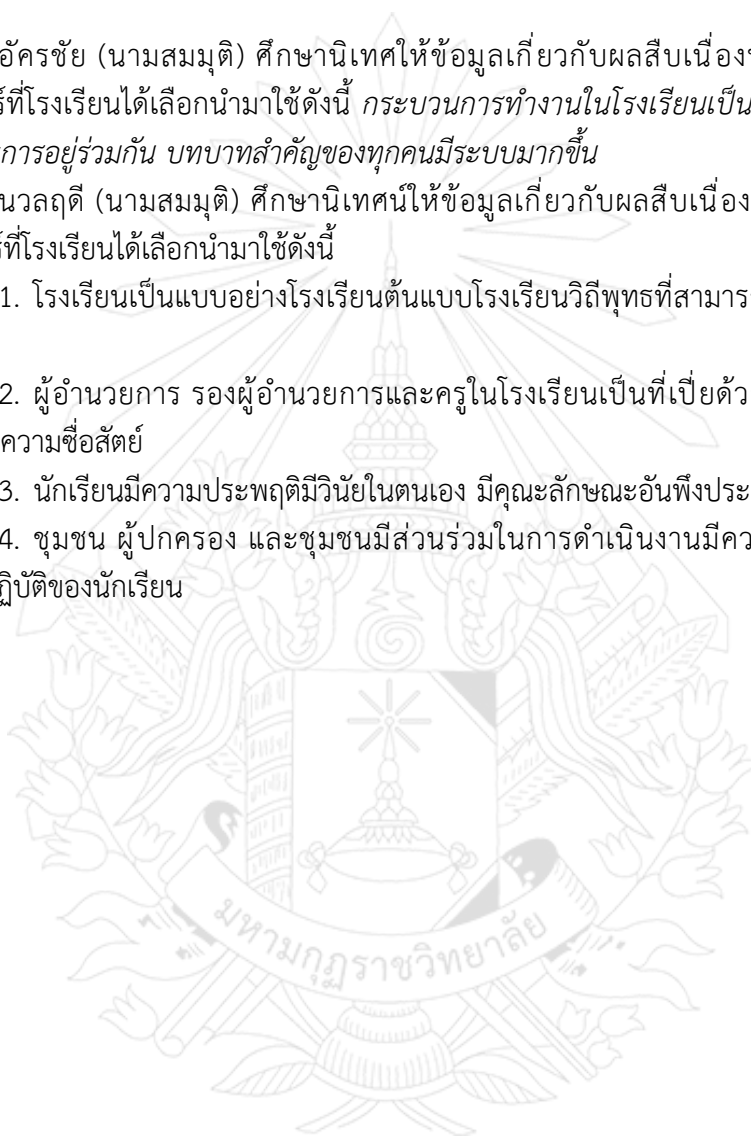 อัครชัย (นามสมมุติ) ศึกษานิเทศให้ข้อมูลเกี่ยวกับผลสืบเนื่อง
ที่โรงเรียนได้เลือกนำมาใช้ดังนี้ กระบวนการทำงานในโรงเรียนเป็น
การอยู่ร่วมกัน บทบาทสำคัญของทุกคนมีระบบมากขึ้น
นวลฤดี (นามสมมุติ) ศึกษานิเทศน์ให้ข้อมูลเกี่ยวกับผลสืบเนื่อง
ที่โรงเรียนได้เลือกนำมาใช้ดังนี้
1. โรงเรียนเป็นแบบอย่างโรงเรียนต้นแบบโรงเรียนวิถีพุทธที่สามาร
2. ผู้อำนวยการ รองผู้อำนวยการและครูในโรงเรียนเป็นที่เปี่ยด้ว
ความซื่อสัตย์
3. นักเรียนมีความประพฤติมีวินัยในตนเอง มีคุณะลักษณะอันพึงประ
4. ชุมชน ผู้ปกครอง และชุมชนมีส่วนร่วมในการดำเนินงานมีคว
ฏิบัติของนักเรียน
มหามกุฏราชวิทยาลัย